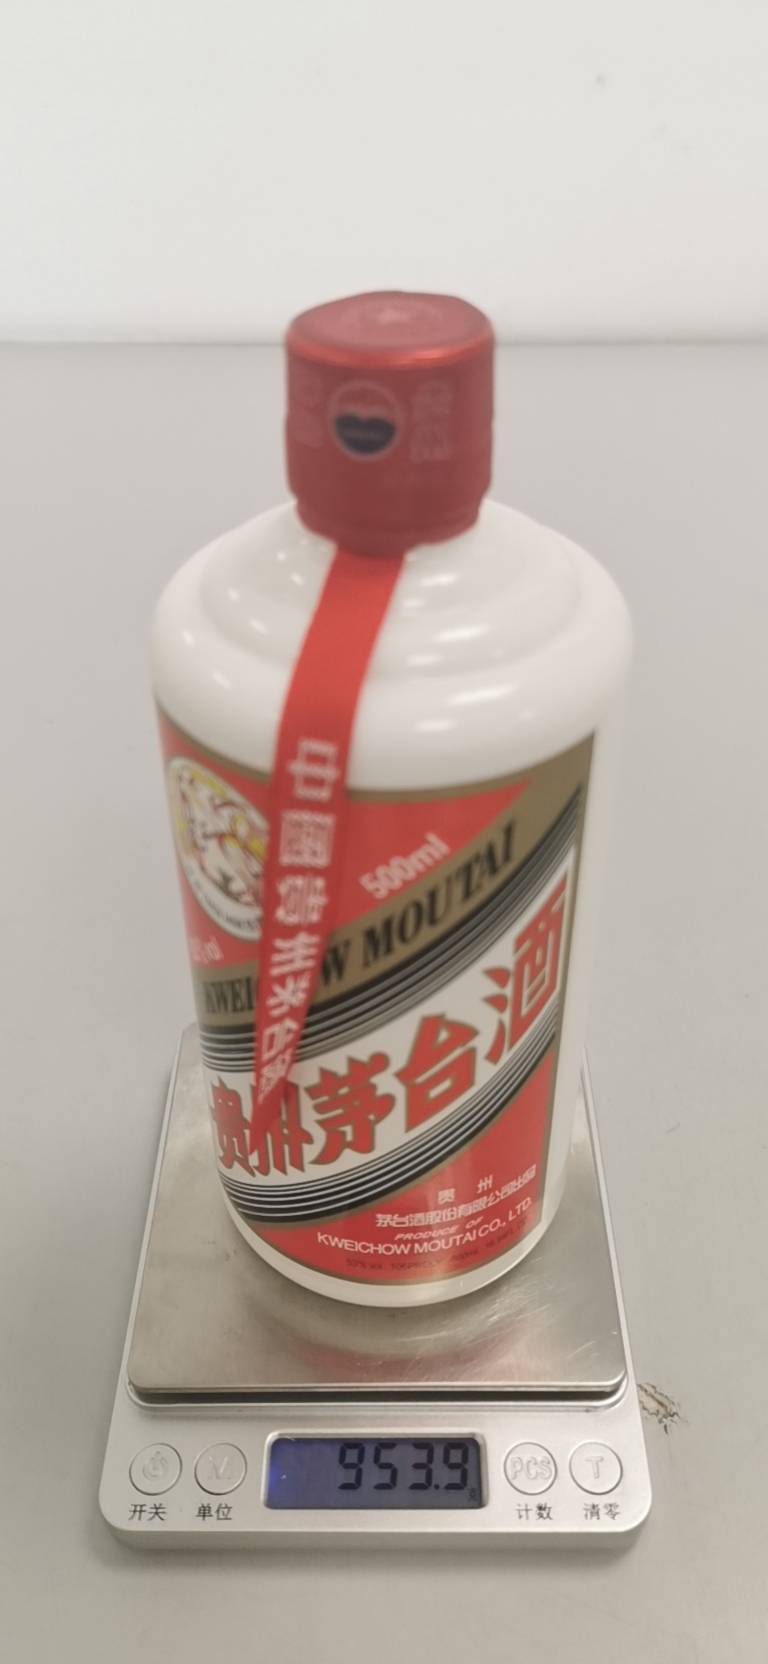 中国贵州茅台酒
500ml
KWEICHOW MOUTAI
贵州茅台酒
贵州
茅台酒股份有限公司出品
PRODUCE OF
KWEICHOW MOUTAI CO., LTD.
953.9
M
PCS
T
开关
单位
计数
清零